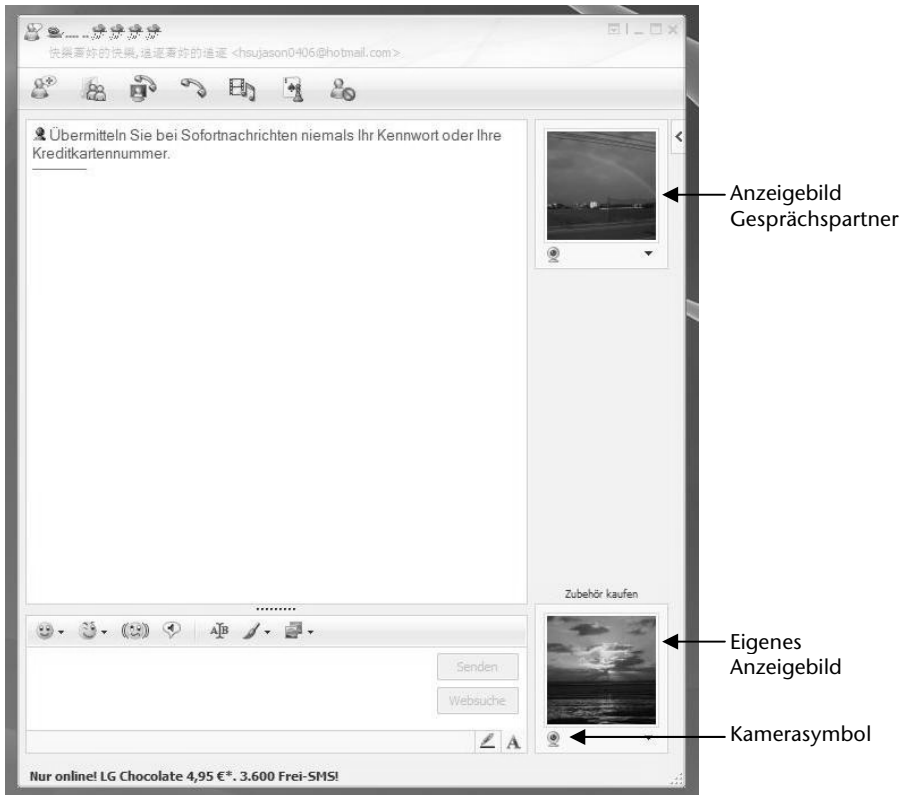 快樂著妳的快樂,追逐著妳的追逐 <hsujason0406@hotmail.com>
Übermitteln Sie bei Sofortnachrichten niemals Ihr Kennwort oder Ihre
Kreditkartennummer.
Anzeigebild
Gesprächspartner
Zubehör kaufen
Senden
Websuche
Eigenes
Anzeigebild
Kamerasymbol
Nur online! LG Chocolate 4,95 €*. 3.600 Frei-SMS!